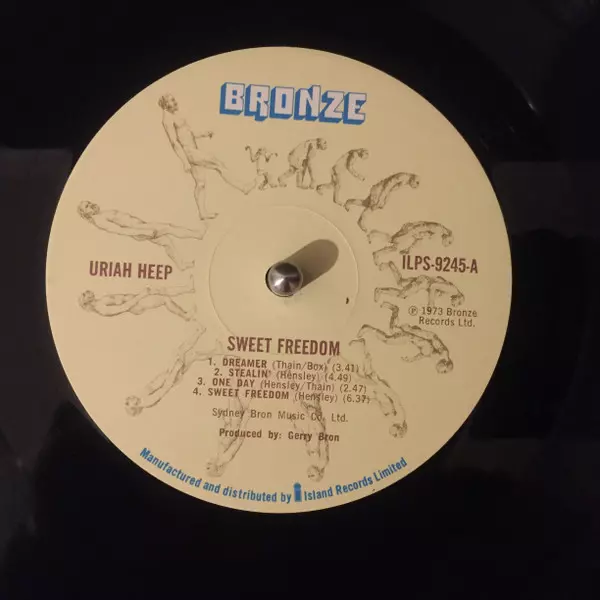 BRONZE
URIAH HEEP
ILPS-9245-A
℗ 1973 Bronze
Records Ltd.
SWEET FREEDOM
1. DREAMER (Thain/Box) (3.41)
2. STEALIN' (Hensley) (4.49)
3. ONE DAY (Hensley/Thain) (2.47)
4. SWEET FREEDOM (Hensley) (6.37)
Sydney Bron Music Co. Ltd.
Produced by: Gerry Bron
Manufactured and distributed by Island Records Limited